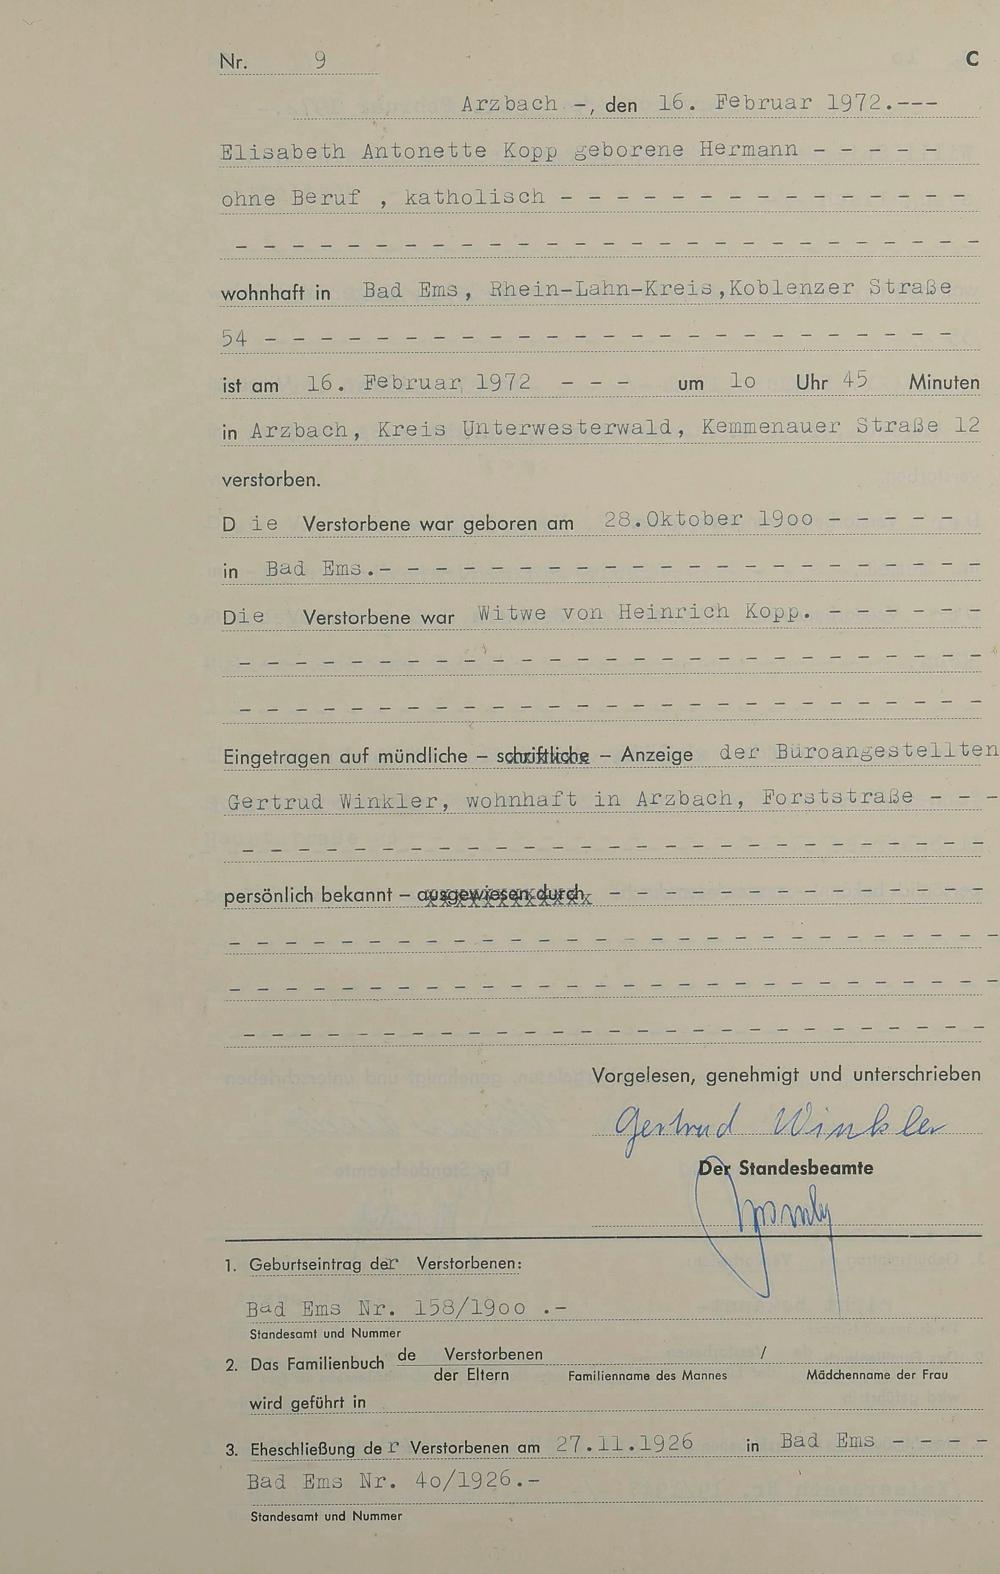 Nr. 9 C
Arzbach -, den 16. Februar 1972.---
Elisabeth Antonette Kopp geborene Hermann - - - - -
ohne Beruf , katholisch - - - - - - - - - - - - - - -
- - - - - - - - - - - - - - - - - - - - - - - - - - -
wohnhaft in Bad Ems, Rhein-Lahn-Kreis,Koblenzer Straße
54 - - - - - - - - - - - - - - - - - - - - - - - - -
ist am 16. Februar 1972 - - - um lo Uhr 45 Minuten
in Arzbach, Kreis Unterwesterwald, Kemmenauer Straße 12
verstorben.
D ie Verstorbene war geboren am 28.Oktober 19oo - - - - -
in Bad Ems.- - - - - - - - - - - - - - - - - - - - - -
Die Verstorbene war Witwe von Heinrich Kopp. - - - - - -
- - - - - - - - - - - - - - - - - - - - - - - - - - -
- - - - - - - - - - - - - - - - - - - - - - - - - - -
Eingetragen auf mündliche – schriftliche – Anzeige der Büroangestellten
Gertrud Winkler, wohnhaft in Arzbach, Forststraße - - -
- - - - - - - - - - - - - - - - - - - - - - - - - - -
persönlich bekannt – ausgewiesen durch - - - - - - - - - - - - - -
- - - - - - - - - - - - - - - - - - - - - - - - - - - -
- - - - - - - - - - - - - - - - - - - - - - - - - - - -
- - - - - - - - - - - - - - - - - - - - - - - - - - -
Vorgelesen, genehmigt und unterschrieben
Gertrud Winkler
Der Standesbeamte
1. Geburtseintrag der Verstorbenen:
Bad Ems Nr. 158/19oo .-
Standesamt und Nummer
2. Das Familienbuch de Verstorbenen /
der Eltern Familienname des Mannes Mädchenname der Frau
wird geführt in
3. Eheschließung der Verstorbenen am 27.11.1926 in Bad Ems - - - -
Bad Ems Nr. 4o/1926.-
Standesamt und Nummer